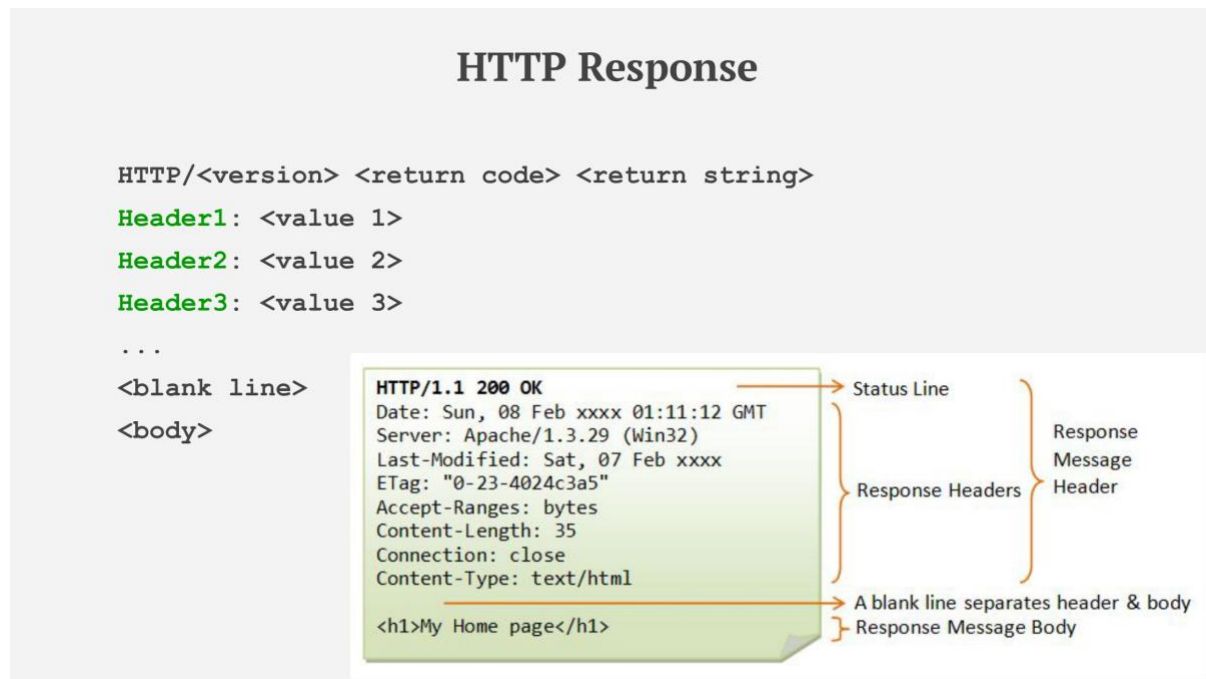 HTTP Response
HTTP/<version> <return code> <return string>
Header1: <value 1>
Header2: <value 2>
Header3: <value 3>
...
<blank line>
<body>
HTTP/1.1 200 OK
Date: Sun, 08 Feb xxxx 01:11:12 GMT
Server: Apache/1.3.29 (Win32)
Last-Modified: Sat, 07 Feb xxxx
ETag: "0-23-4024c3a5"
Accept-Ranges: bytes
Content-Length: 35
Connection: close
Content-Type: text/html
<h1>My Home page</h1>
Status Line
Response Headers
Response
Message
Header
A blank line separates header & body
Response Message Body